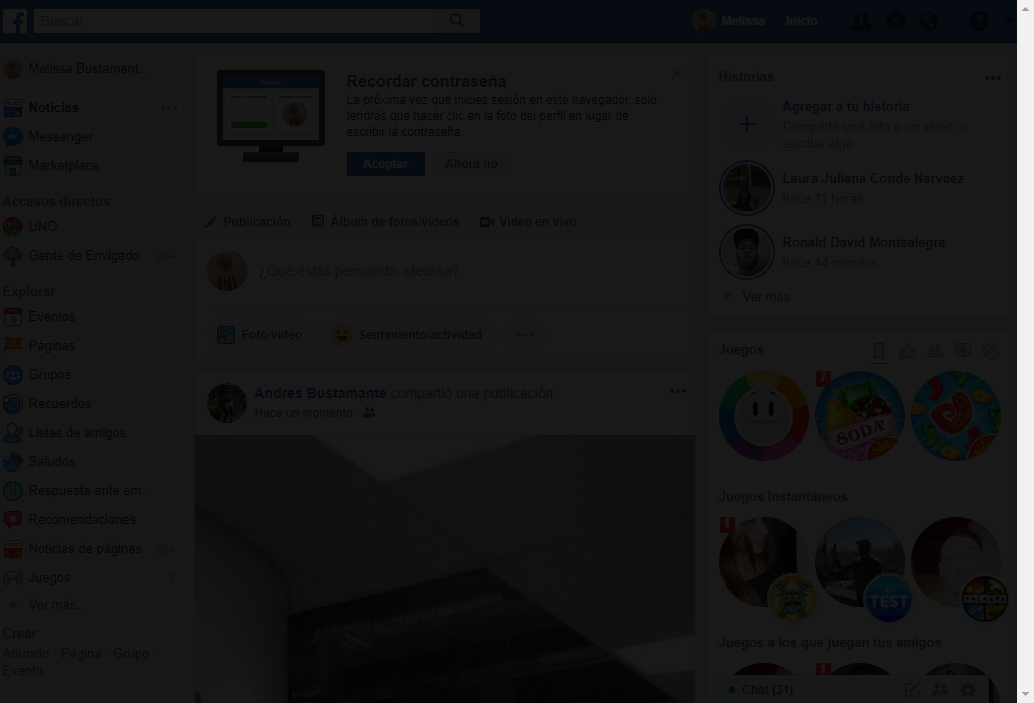 Buscar
Melissa
Inicio
Melissa Bustamant...
Noticias
Messenger
Marketplace
Accesos directos
UNO
Gente de Envigado 20+
Explorar
Eventos
Páginas
Grupos
Recuerdos
Listas de amigos
Saludos
Respuesta ante em...
Recomendaciones
Noticias de páginas 20+
Juegos 7
Ver más...
Crear
Anuncio Página Grupo
Evento
Recordar contraseña
La próxima vez que inicies sesión en este navegador, solo
tendrás que hacer clic en la foto del perfil en lugar de
escribir la contraseña.
Aceptar Ahora no
Publicación Álbum de fotos/videos Video en vivo
¿Qué estás pensando, Melissa?
Foto/video Sentimiento/actividad
Andres Bustamante compartió una publicación.
Hace un momento
Historias
Agregar a tu historia
Comparte una foto o un video, o
escribe algo
Laura Juliana Conde Narvaez
hace 11 horas
Ronald David Montealegre
hace 44 minutos
Ver más
Juegos
7
SODA
Juegos instantáneos
1
TEST
Juegos a los que juegan tus amigos
1
Chat (31)